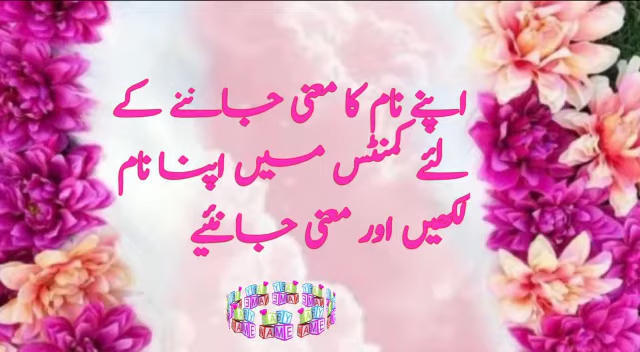 اپنے نام کا معنی جاننے کے
لئے کمنٹس میں اپنا نام
لکھیں اور معنی جانئیے